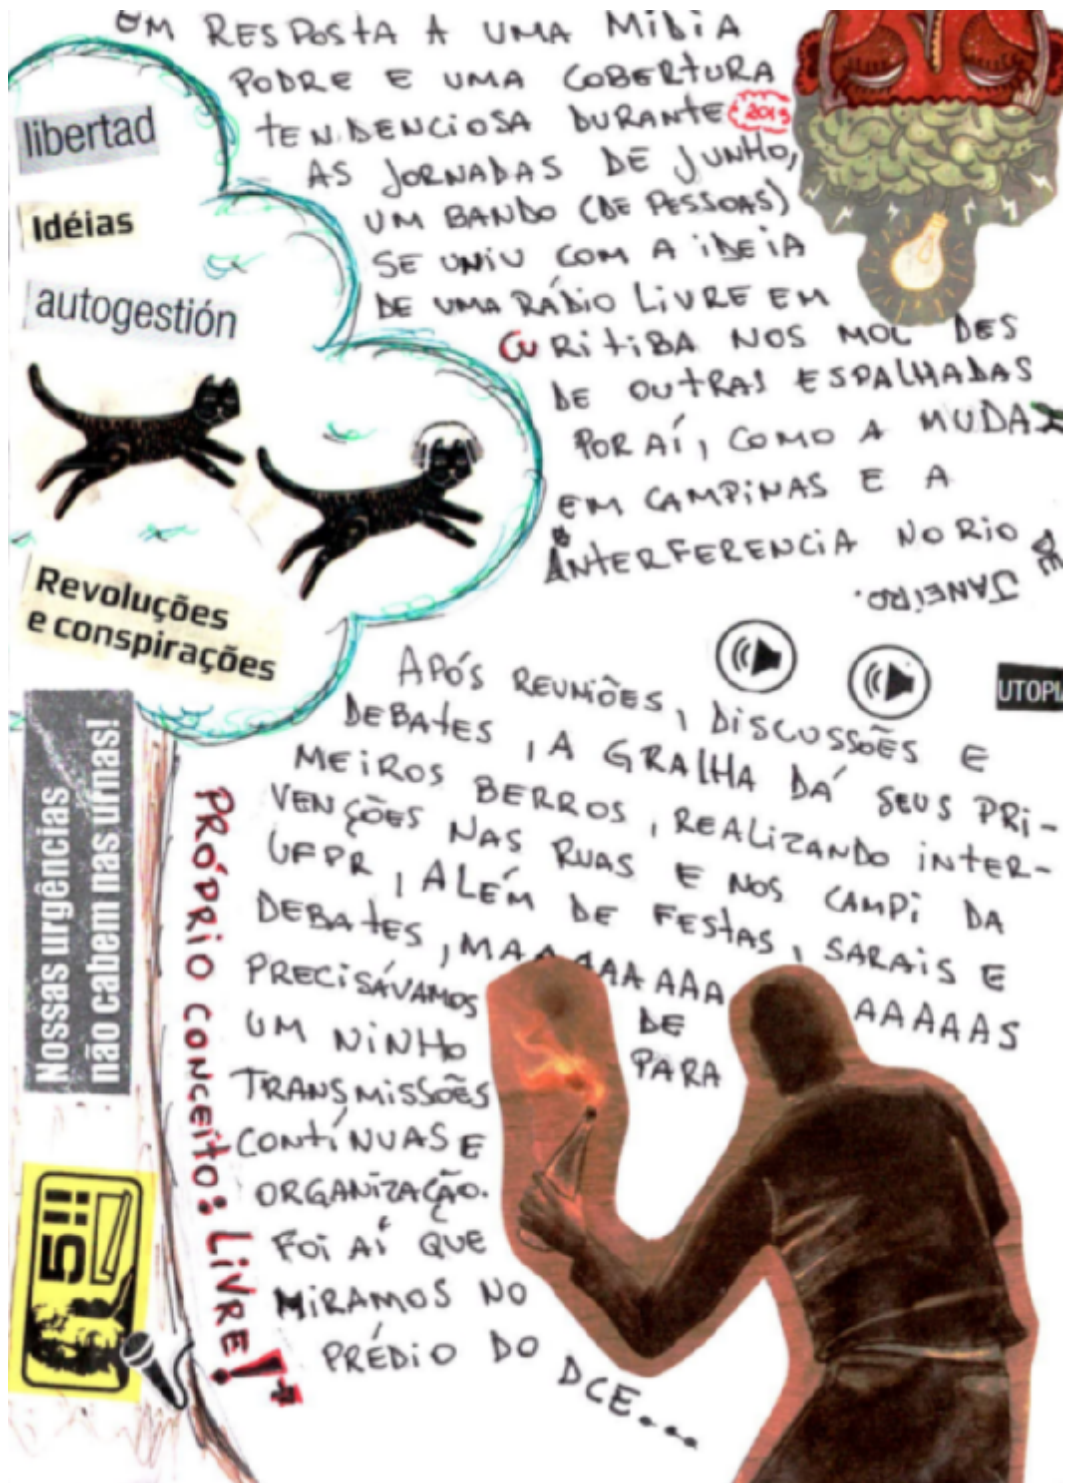 EM RESPOSTA A UMA MÍDIA
PODRE E UMA COBERTURA
TENDENCIOSA DURANTE 2013
AS JORNADAS DE JUNHO,
UM BANDO (DE PESSOAS)
SE UNIU COM A IDEIA
DE UMA RÁDIO LIVRE EM
CURITIBA NOS MOL DES
DE OUTRAS ESPALHADAS
POR AÍ, COMO A MUDA
EM CAMPINAS E A
INTERFERENCIA NO RIO DE
JANEIRO.
libertad
Idéias
autogestión
Revoluções
e conspirações
UTOPIA
APÓS REUNIÕES, DISCUSSÕES E
DEBATES, A GRALHA DÁ SEUS PRI-
MEIROS BERROS, REALIZANDO INTER-
VENÇÕES NAS RUAS E NOS CAMPI DA
UFPR, ALÉM DE FESTAS, SARAIS E
DEBATES, MAAAAAAAA AAAAAS
PRECISÁVAMOS DE
UM NINHO PARA
TRANSMISSÕES
CONTÍNUAS E
ORGANIZAÇÃO.
FOI AÍ QUE
MIRAMOS NO
PRÉDIO DO DCE...
Nossas urgências
não cabem nas urnas!
PRÓPRIO CONCEITO: LIVRE!
5!!